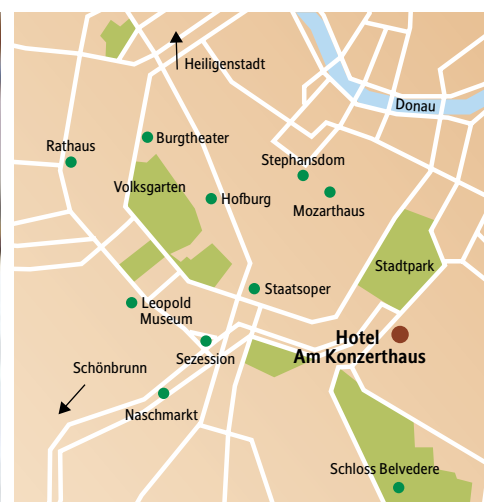 Heiligenstadt
Donau
Burgtheater
Rathaus
Stephansdom
Volksgarten
Hofburg
Mozarthaus
Stadtpark
Staatsoper
Leopold
Museum
Hotel
Am Konzerthaus
Sezession
Schönbrunn
Naschmarkt
Schloss Belvedere